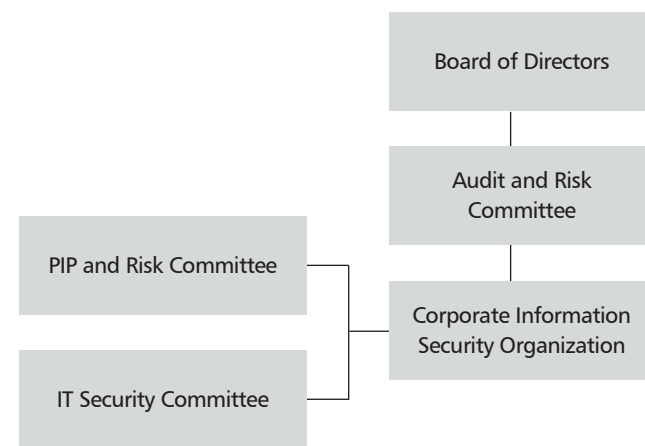 Board of Directors
Audit and Risk
Committee
PIP and Risk Committee
Corporate Information
Security Organization
IT Security Committee